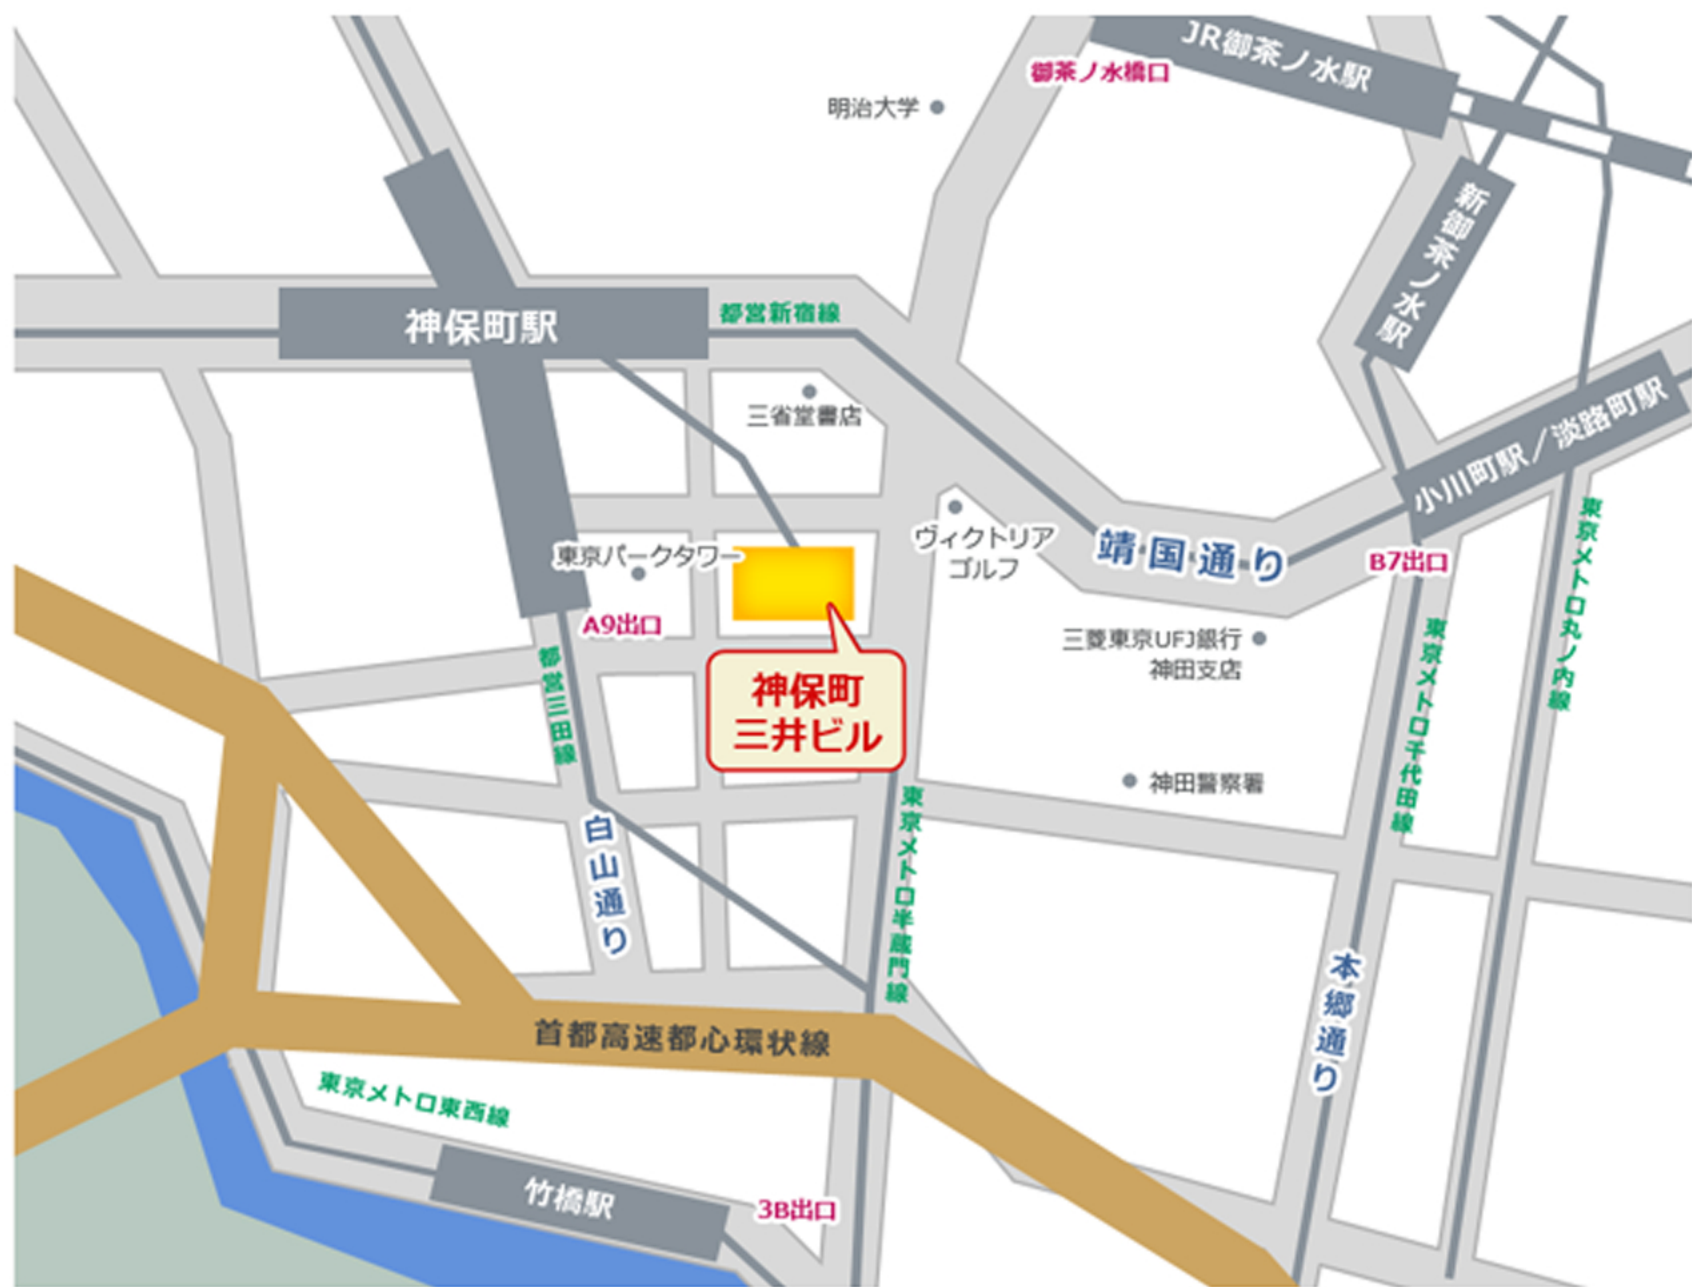 JR御茶ノ水駅
御茶ノ水橋口
明治大学
新御茶ノ水駅
神保町駅
都営新宿線
三省堂書店
小川町駅/淡路町駅
ヴィクトリア
ゴルフ
靖国通り
東京パークタワー
B7出口
A9出口
東京メトロ丸ノ内線
三菱東京UFJ銀行
神田支店
東京メトロ千代田線
都営三田線
神保町
三井ビル
神田警察署
東京メトロ半蔵門線
白山通り
本郷通り
首都高速都心環状線
東京メトロ東西線
竹橋駅
3B出口